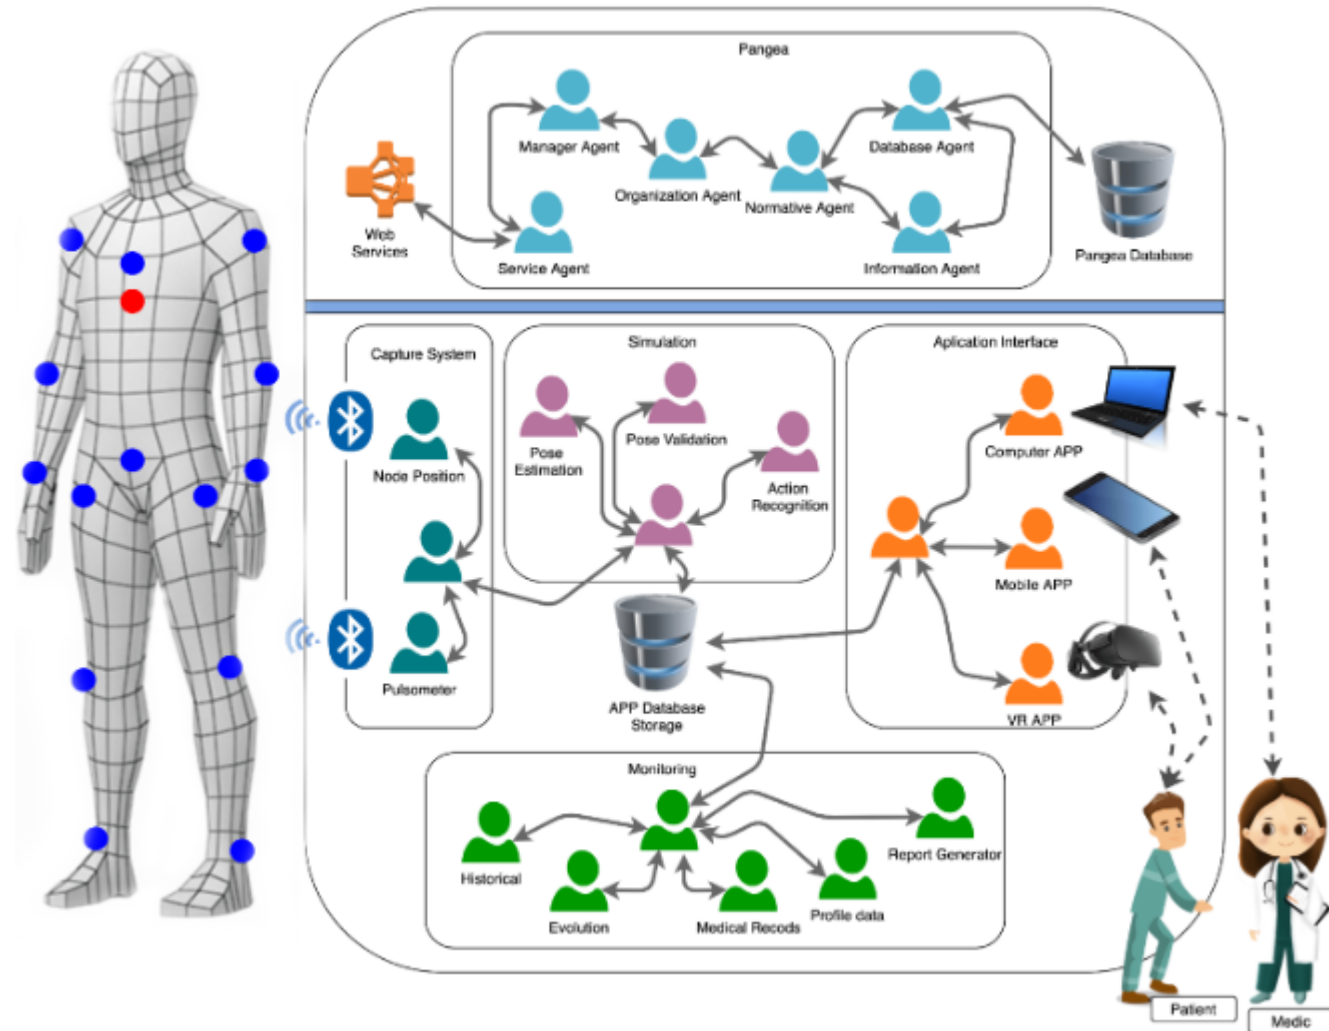 Pangea
Manager Agent
Database Agent
Organization Agent
Normative Agent
Web
Services
Service Agent
Information Agent
Pangea Database
Capture System
Simulation
Aplication Interface
Node Position
Pose
Estimation
Pose Validation
Action
Recognition
Computer APP
Mobile APP
Pulsometer
APP Database
Storage
VR APP
Monitoring
Historical
Evolution
Medical Recods
Profile data
Report Generator
Patient
Medic